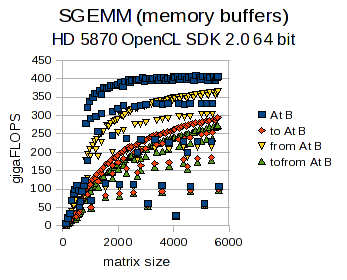 SGEMM (memory buffers)
HD 5870 OpenCL SDK 2.0 64 bit
gigaFLOPS
450
400
350
300
250
200
150
100
50
0
0
2000
4000
6000
matrix size
At B
to At B
from At B
tofrom At B